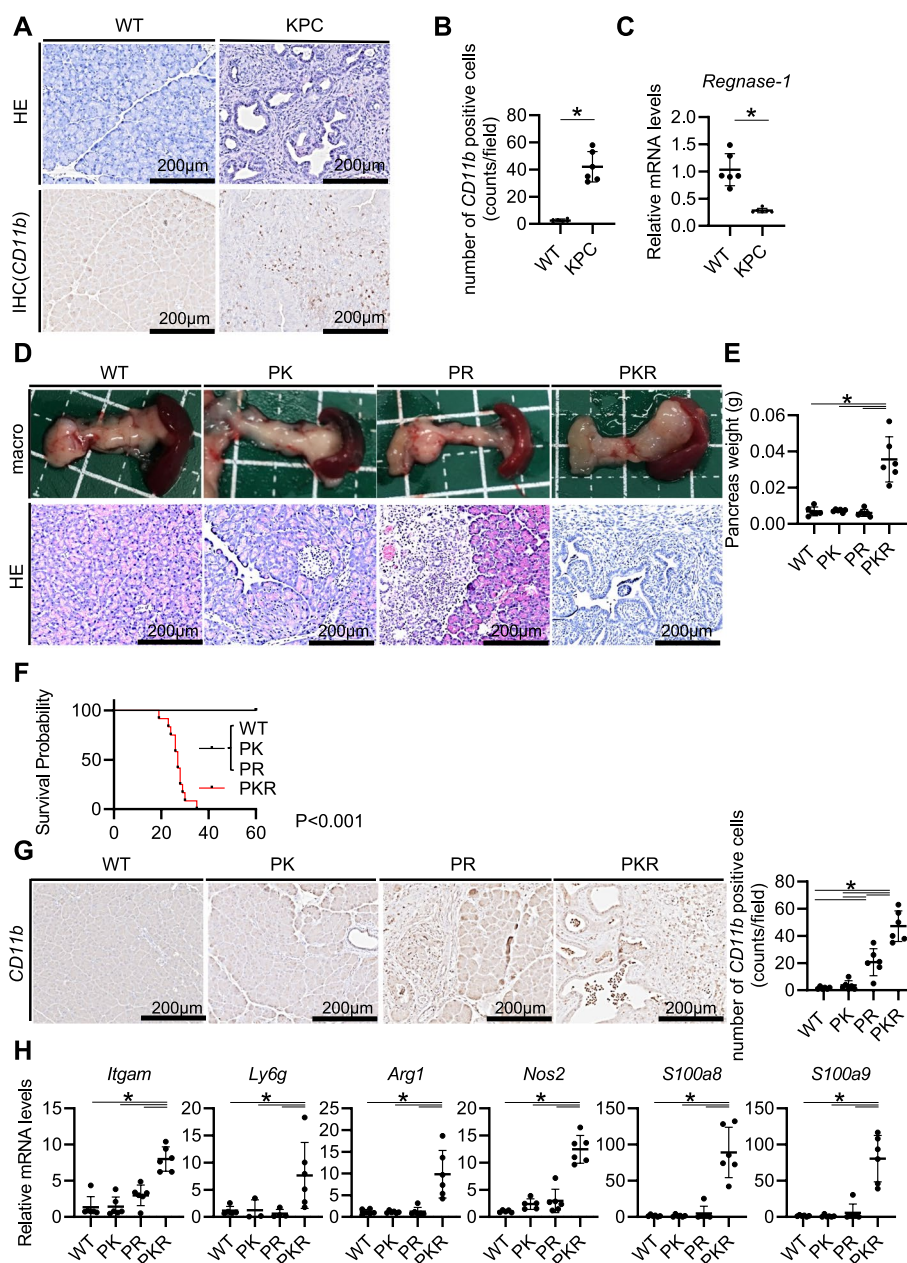 A
WT
KPC
HE
200µm
200µm
IHC(CD11b)
200µm
200µm
B
number of CD11b positive cells
(counts/field)
80
60
40
20
0
*
WT
KPC
C
Regnase-1
Relative mRNA levels
2.0
1.5
1.0
0.5
0.0
*
WT
KPC
D
WT
PK
PR
PKR
macro
HE
200µm
200µm
200µm
200µm
E
Pancreas weight (g)
0.06
0.04
0.02
0.00
*
WT
PK
PR
PKR
F
Survival Probability
100
50
0
0
20
40
60
WT
PK
PR
PKR
P<0.001
G
WT
PK
PR
PKR
CD11b
200µm
200µm
200µm
200µm
number of CD11b positive cells
(counts/field)
80
60
40
20
0
*
WT
PK
PR
PKR
H
Relative mRNA levels
Itgam
15
10
5
0
*
WT
PK
PR
PKR
Ly6g
20
15
10
5
0
*
WT
PK
PR
PKR
Arg1
25
20
15
10
5
0
*
WT
PK
PR
PKR
Nos2
20
15
10
5
0
*
WT
PK
PR
PKR
S100a8
150
100
50
0
*
WT
PK
PR
PKR
S100a9
150
100
50
0
*
WT
PK
PR
PKR